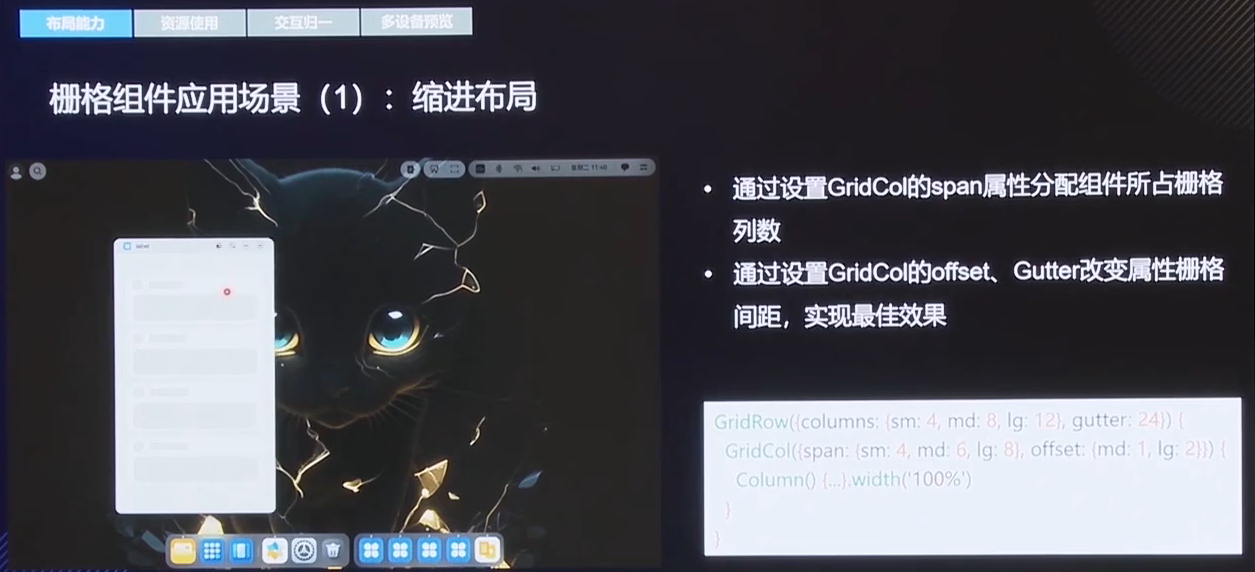 布局能力
资源使用
交互归一
多设备预览
栅格组件应用场景（1）：缩进布局
星期二 11:40
• 通过设置GridCol的span属性分配组件所占栅格
列数
• 通过设置GridCol的offset、Gutter改变属性栅格
间距，实现最佳效果
GridRow({columns: {sm: 4, md: 8, lg: 12}, gutter: 24}) {
GridCol({span: {sm: 4, md: 6, lg: 8}, offset: {md: 1, lg: 2}}) {
Column() {...}.width('100%')
}
}